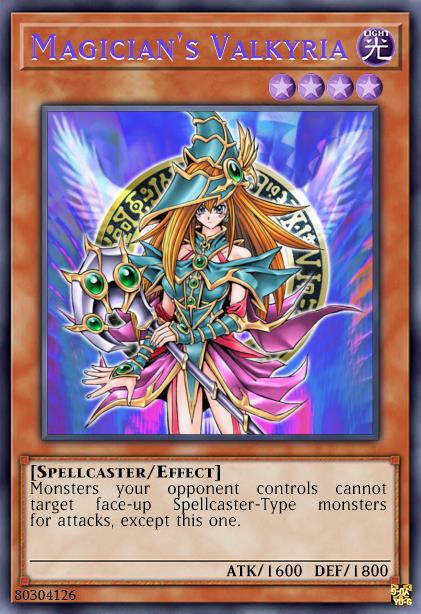 MAGICIAN'S VALKYRIA
LIGHT
光
[SPELLCASTER/EFFECT]
Monsters your opponent controls cannot
target face-up Spellcaster-Type monsters
for attacks, except this one.
ATK/1600 DEF/1800
80304126